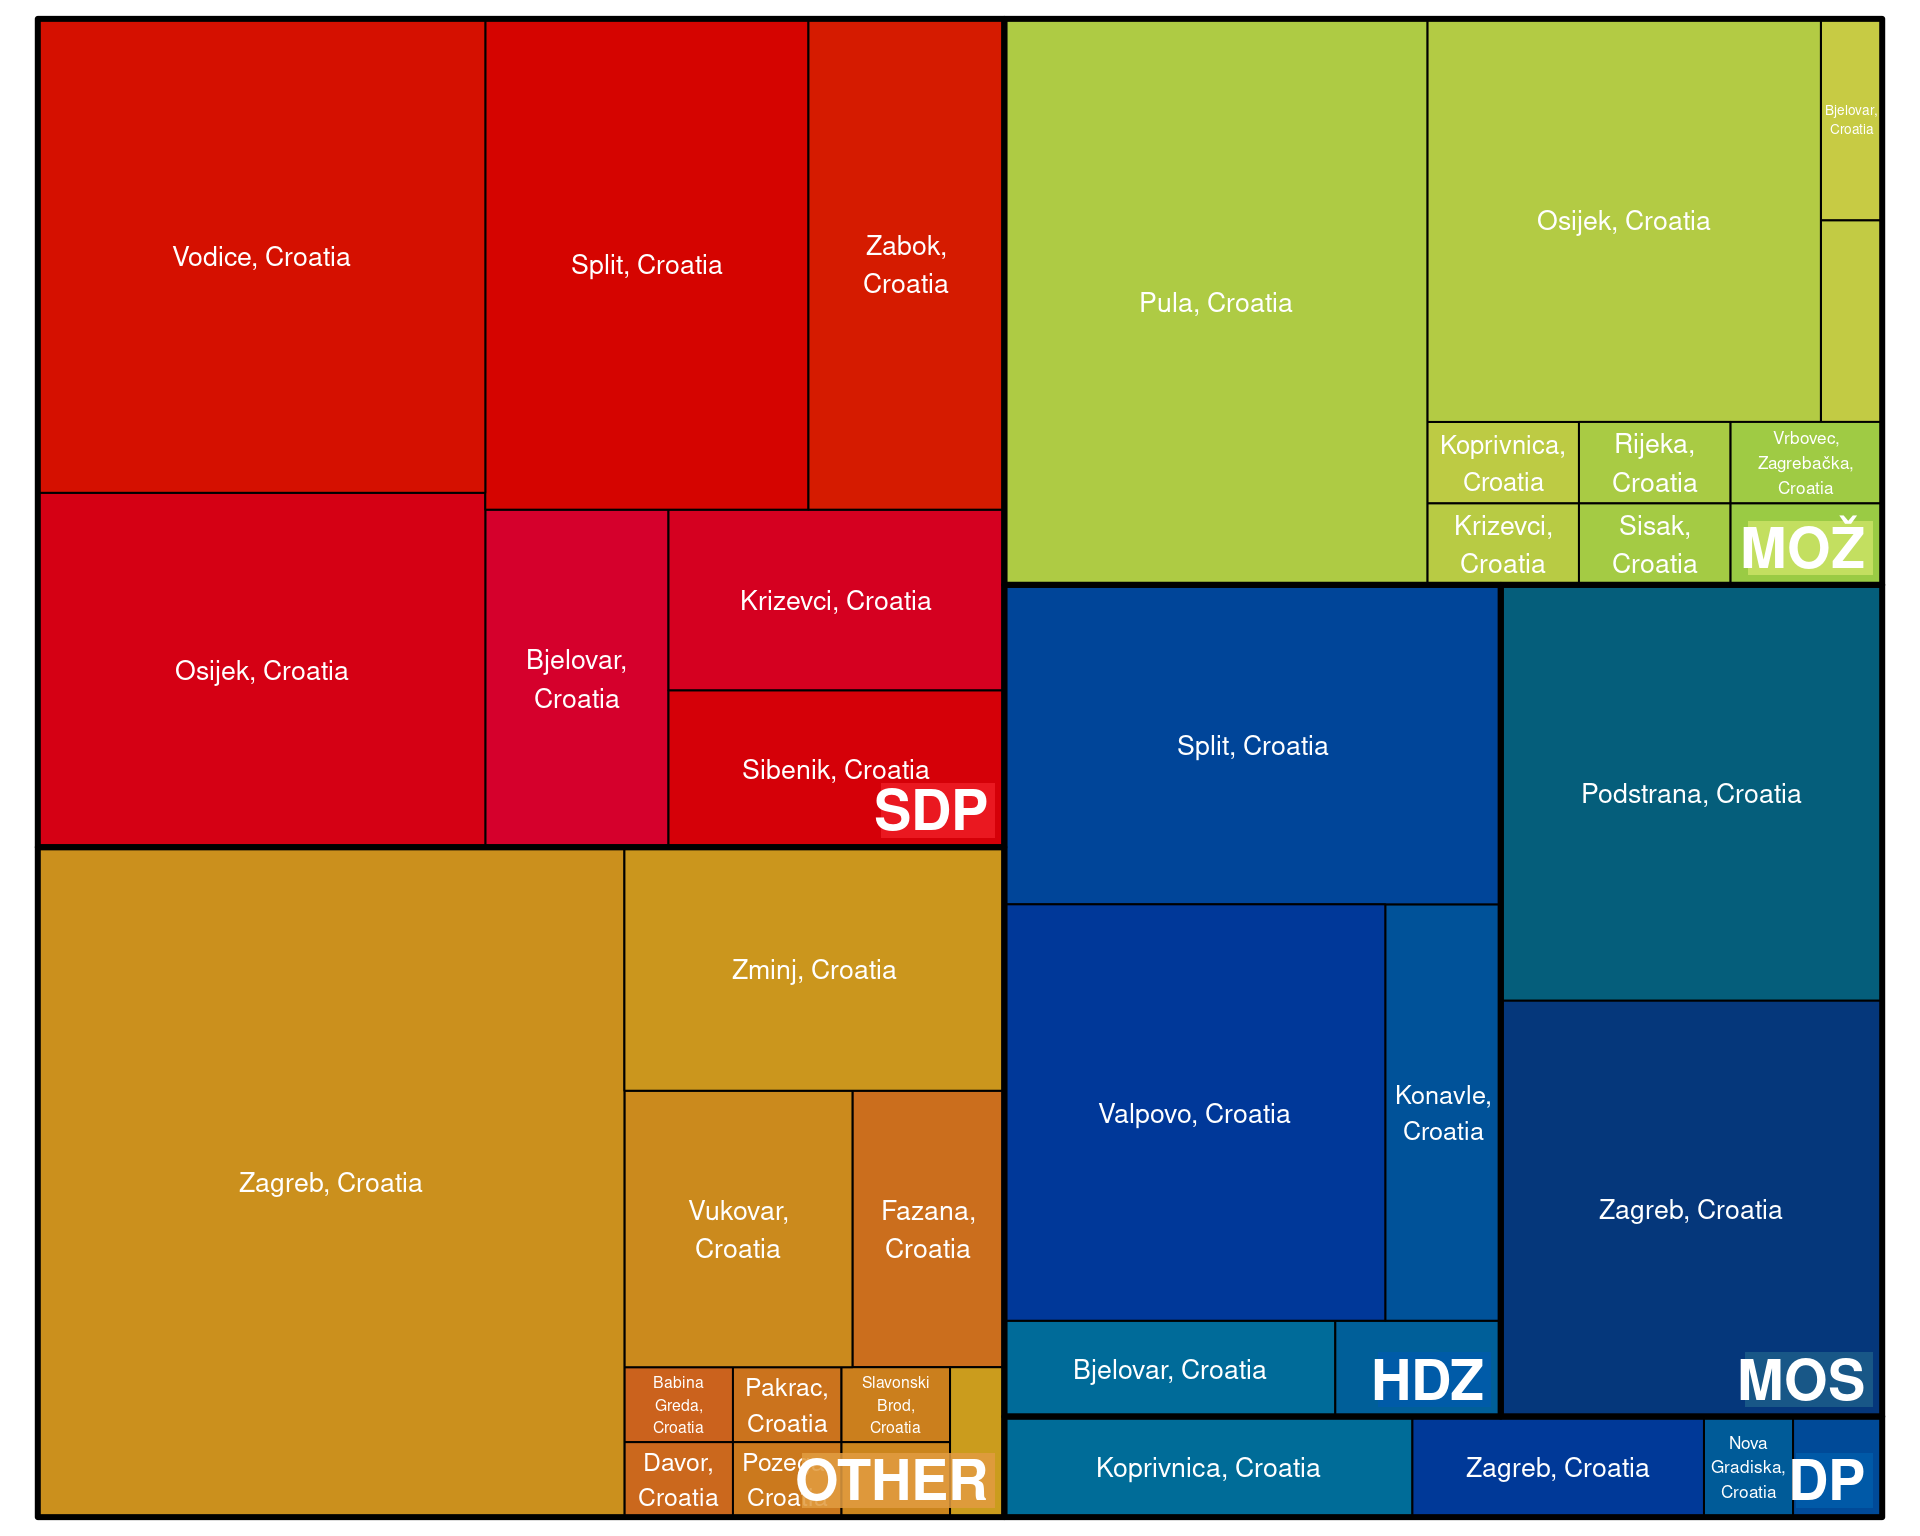 Vodice, Croatia
Split, Croatia
Zabok,
Croatia
Osijek, Croatia
Bjelovar,
Croatia
Krizevci, Croatia
Sibenik, Croatia
SDP
Pula, Croatia
Osijek, Croatia
Bjelovar,
Croatia
Koprivnica,
Croatia
Rijeka,
Croatia
Vrbovec,
Zagrebačka,
Croatia
Krizevci,
Croatia
Sisak,
Croatia
MOŽ
Zagreb, Croatia
Zminj, Croatia
Vukovar,
Croatia
Fazana,
Croatia
Babina
Greda,
Croatia
Pakrac,
Croatia
Slavonski
Brod,
Croatia
Davor,
Croatia
Croatia
OTHER
Split, Croatia
Valpovo, Croatia
Konavle,
Croatia
Bjelovar, Croatia
HDZ
Podstrana, Croatia
Zagreb, Croatia
MOS
Koprivnica, Croatia
Zagreb, Croatia
Nova
Gradiska,
Croatia
DP